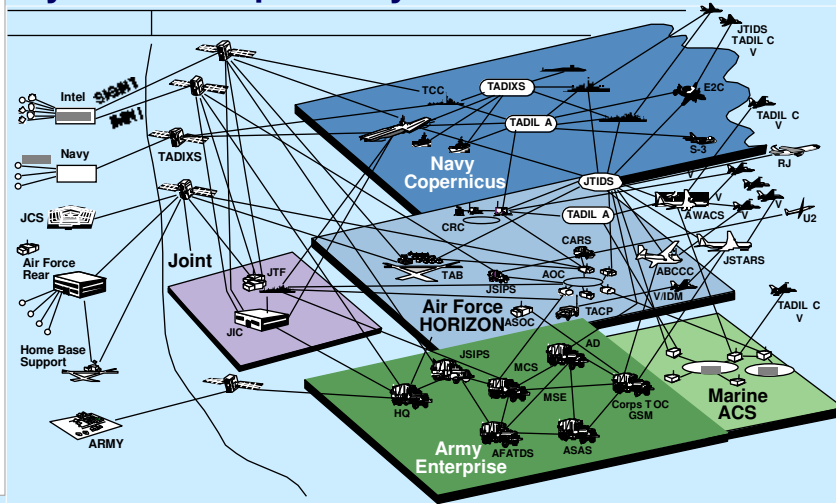 JTIDS
TADIL C
V
Intel
TCC
TADIXS
E2C
TADIL A
TADIL C
V
Navy
TADIXS
S-3
RJ
Navy
Copernicus
JTIDS
V
V
JCS
CRC
TADIL A
AWACS
V
U2
Air Force
Rear
Joint
CARS
JTF
TAB
JSIPS
AOC
ABCCC
JSTARS
V/IDM
TADIL C
V
Air Force
HORIZON
ASOC
TACP
JIC
Home Base
Support
JSIPS
AD
MCS
MSE
HQ
Corps TOC
GSM
Marine
ACS
ARMY
AFATDS
ASAS
Army
Enterprise